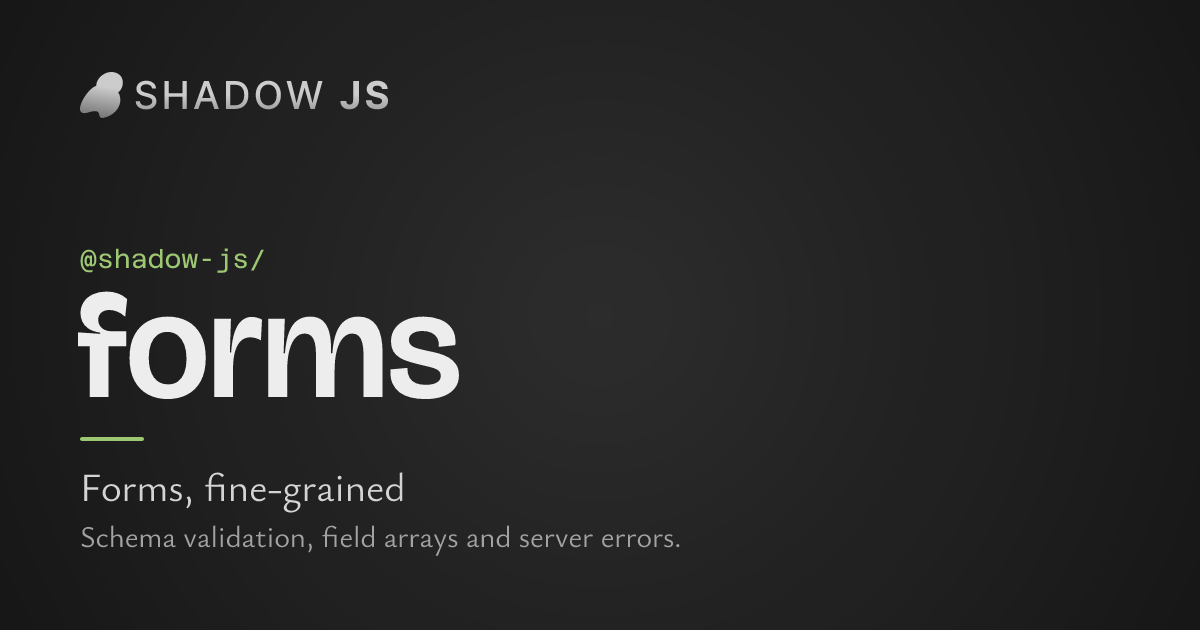 SHADOW JS
@shadow-js/
forms
Forms, fine-grained
Schema validation, field arrays and server errors.